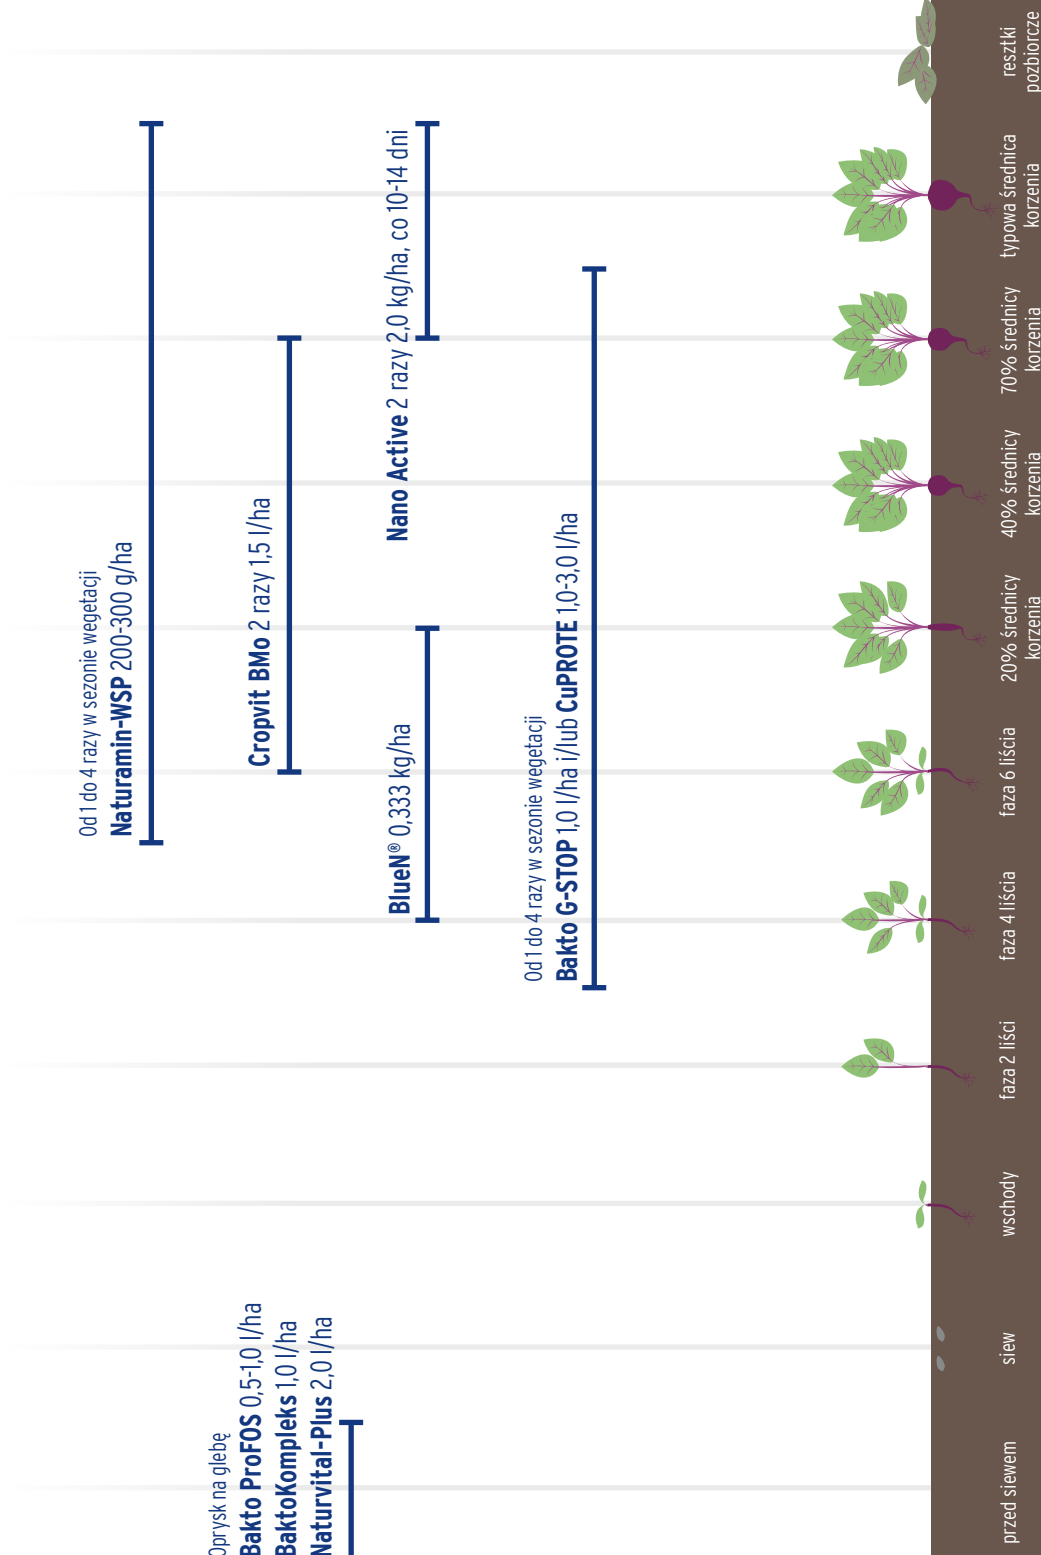 Od 1 do 4 razy w sezonie wegetacji
Naturamin-WSP 200-300 g/ha
Oprysk na glebę
Bakto ProFOS 0,5-1,0 l/ha
BaktoKompleks 1,0 l/ha
Naturvital-Plus 2,0 l/ha
Cropvit BMo 2 razy 1,5 l/ha
BlueN® 0,333 kg/ha
Nano Active 2 razy 2,0 kg/ha, co 10-14 dni
Od 1 do 4 razy w sezonie wegetacji
Bakto G-STOP 1,0 l/ha i/lub CuPROTE 1,0-3,0 l/ha
przed siewem
siew
wschody
faza 2 liści
faza 4 liścia
faza 6 liścia
20% średnicy
korzenia
40% średnicy
korzenia
70% średnicy
korzenia
typowa średnica
korzenia
resztki
pozbiorcze